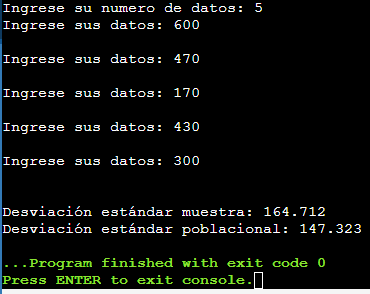 Ingrese su numero de datos: 5
Ingrese sus datos: 600
Ingrese sus datos: 470
Ingrese sus datos: 170
Ingrese sus datos: 430
Ingrese sus datos: 300
Desviación estándar muestra: 164.712
Desviación estándar poblacional: 147.323
...Program finished with exit code 0
Press ENTER to exit console.